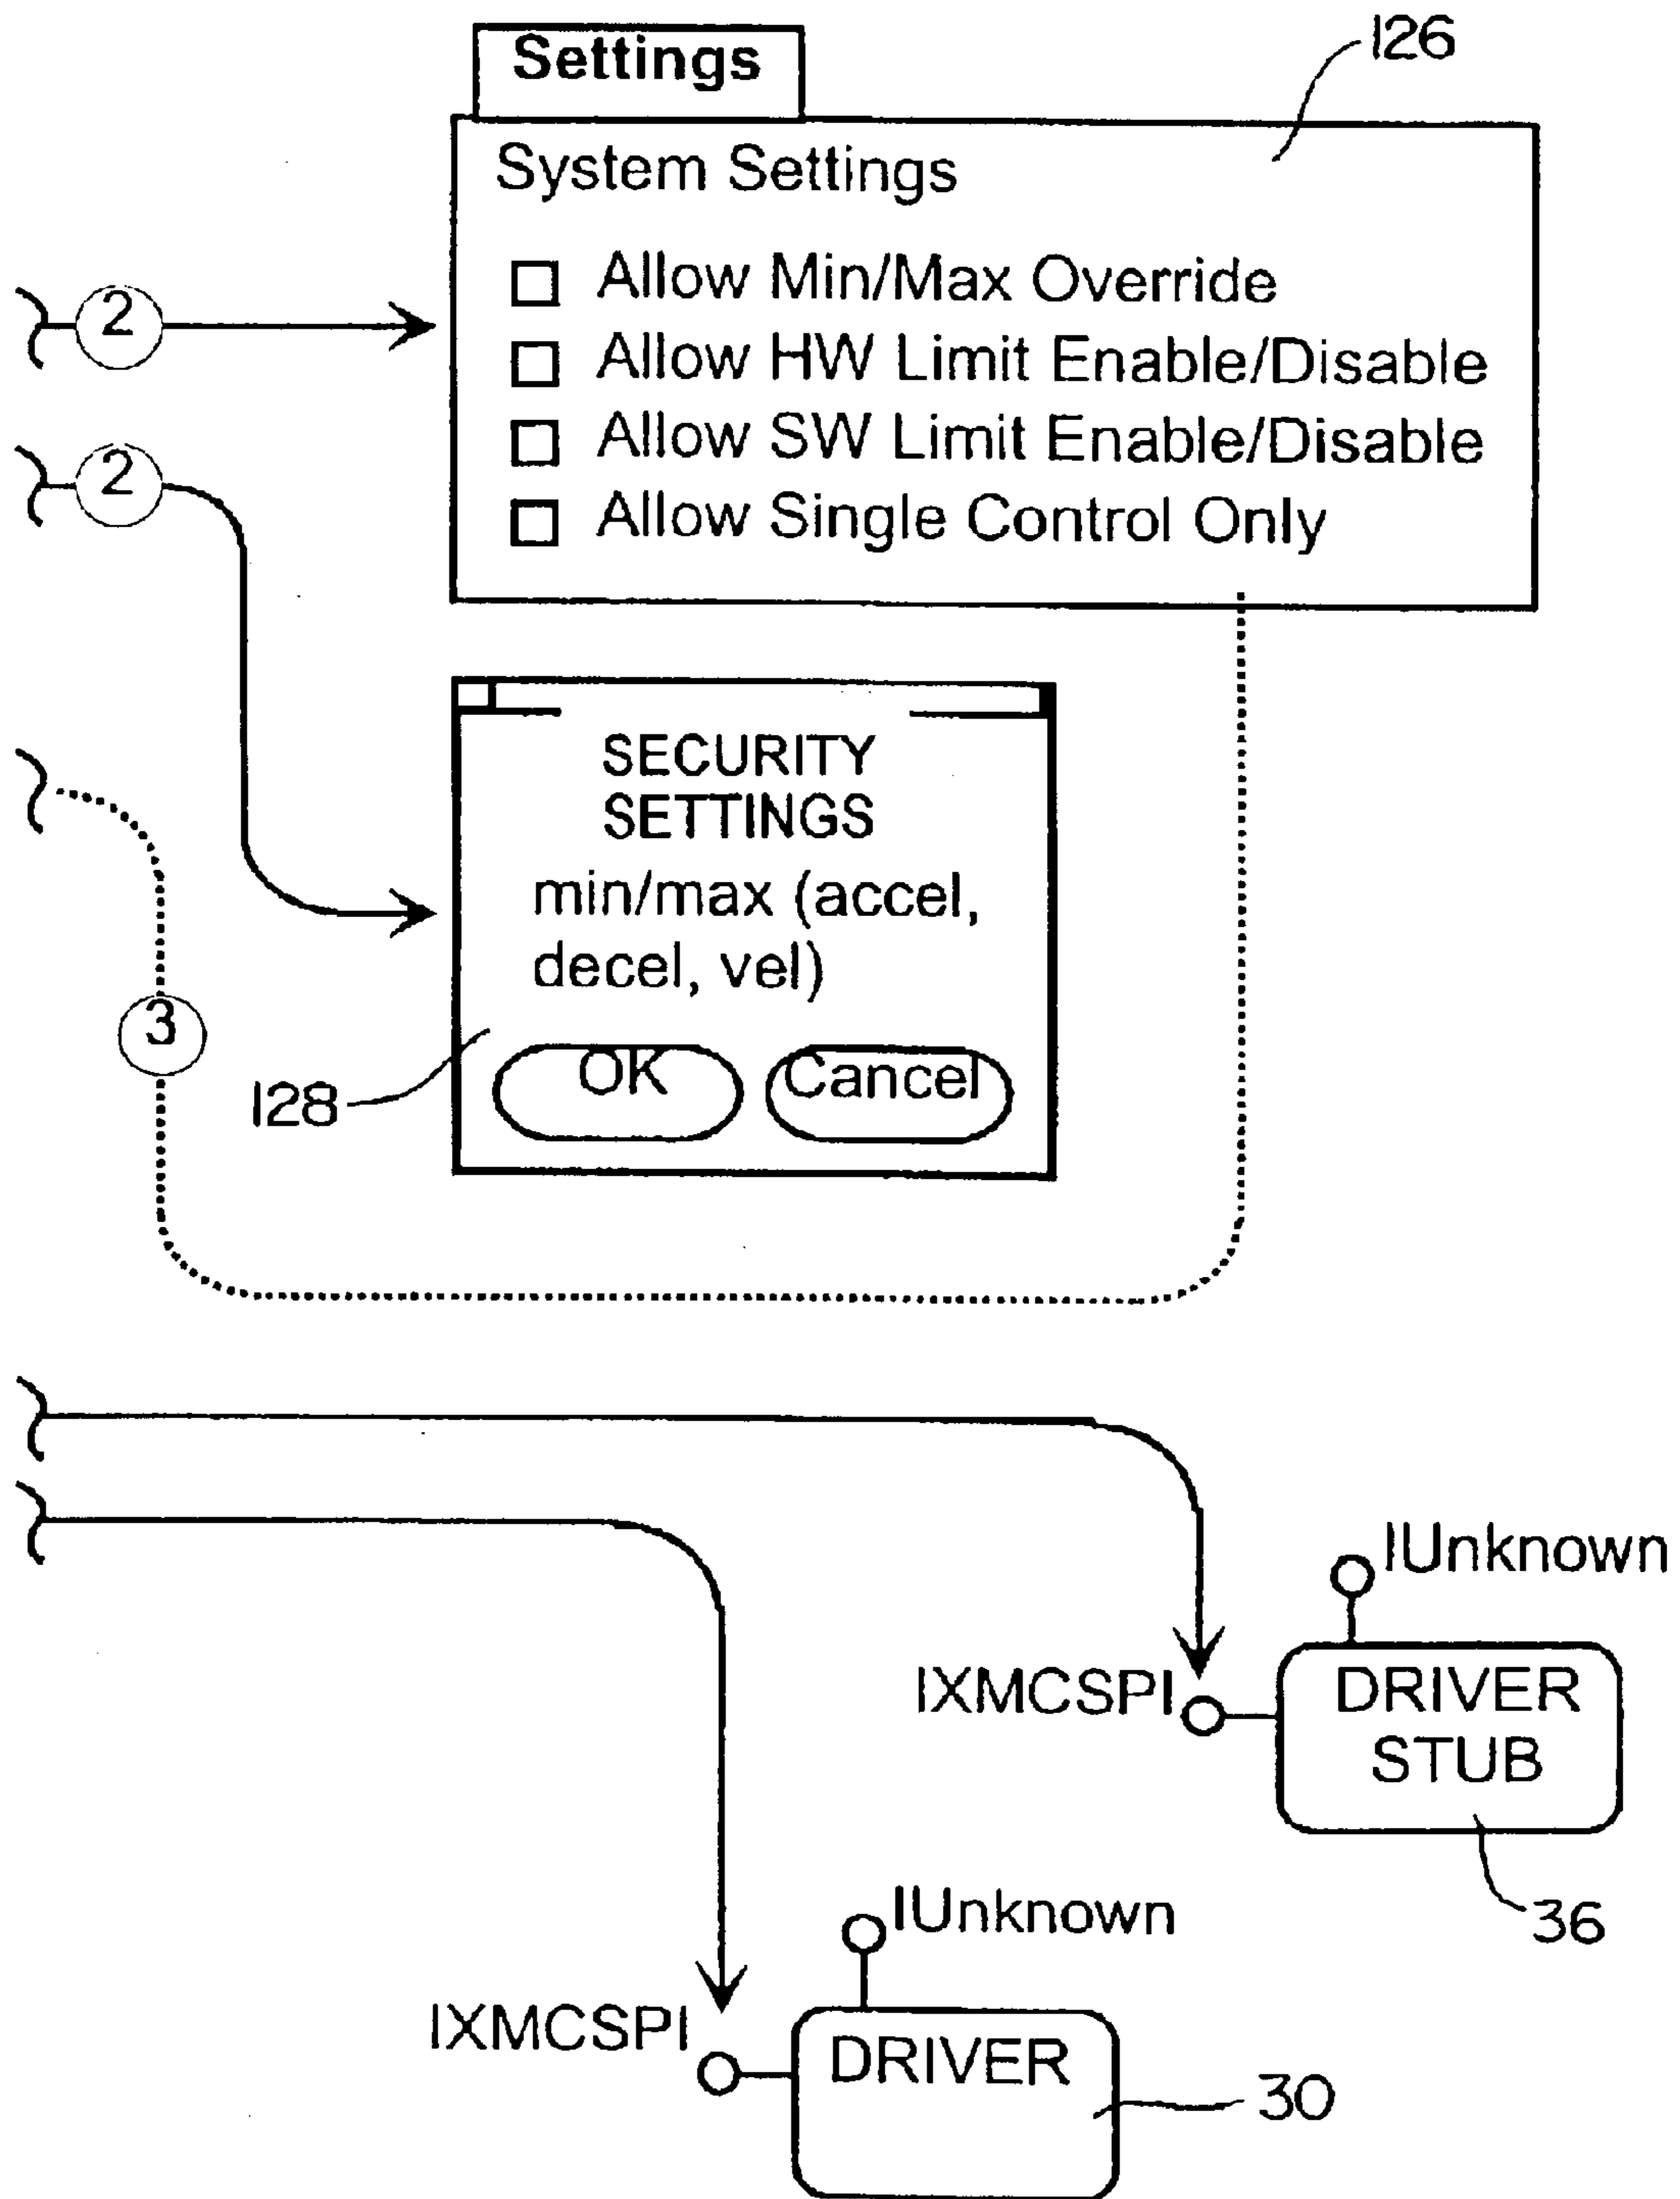 126
Settings
System Settings
2
Allow Min/Max Override
Allow HW Limit Enable/Disable
Allow SW Limit Enable/Disable
2
Allow Single Control Only
SECURITY
SETTINGS
min/max (accel,
decel, vel)
3
128
OK
Cancel
IUnknown
IXMCSPI
DRIVER
STUB
36
IUnknown
IXMCSPI
DRIVER
30